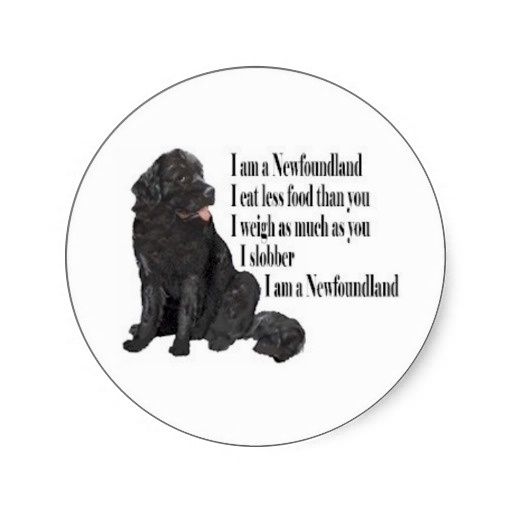 I am a Newfoundland
I eat less food than you
I weigh as much as you
I slobber
I am a Newfoundland